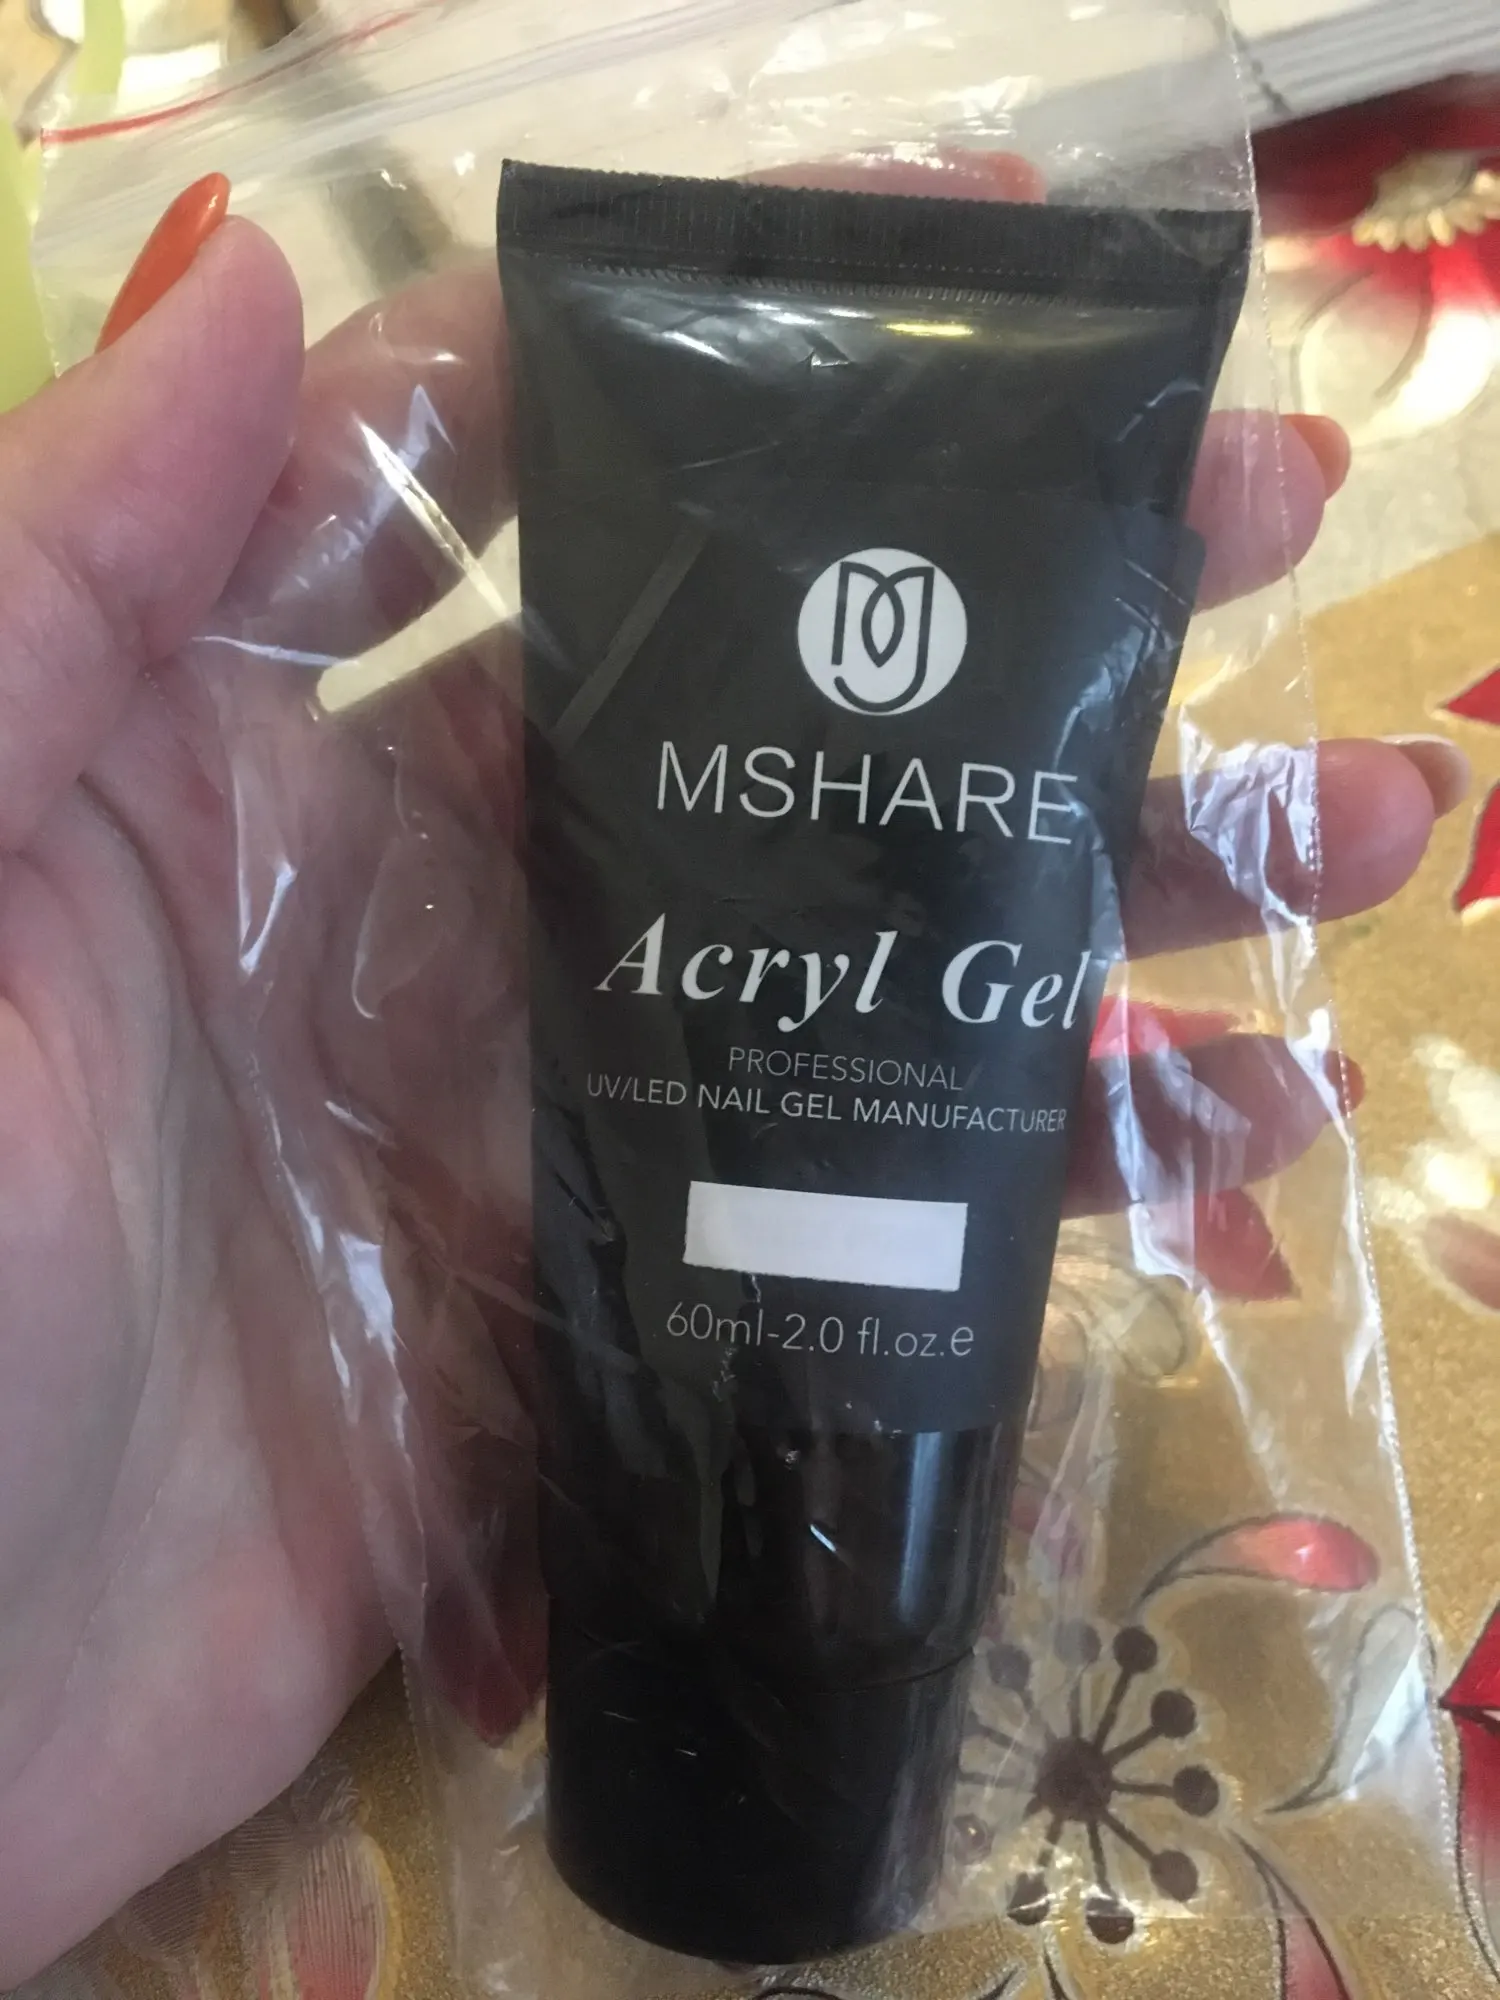 MSHARE
Acryl Gel
PROFESSIONAL
UV/LED NAIL GEL MANUFACTURER
60ml-2.0 fl.oz.e